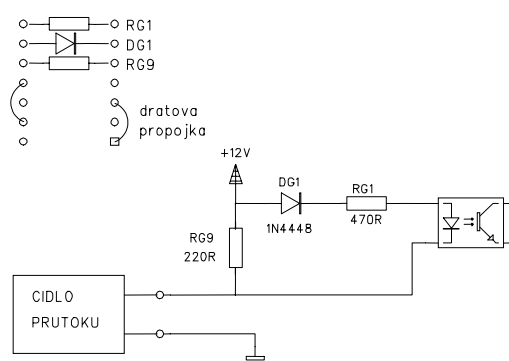 RG1
DG1
RG9
dratova
propojka
+12V
DG1
RG1
1N4448
470R
RG9
220R
CIDLO
PRUTOKU